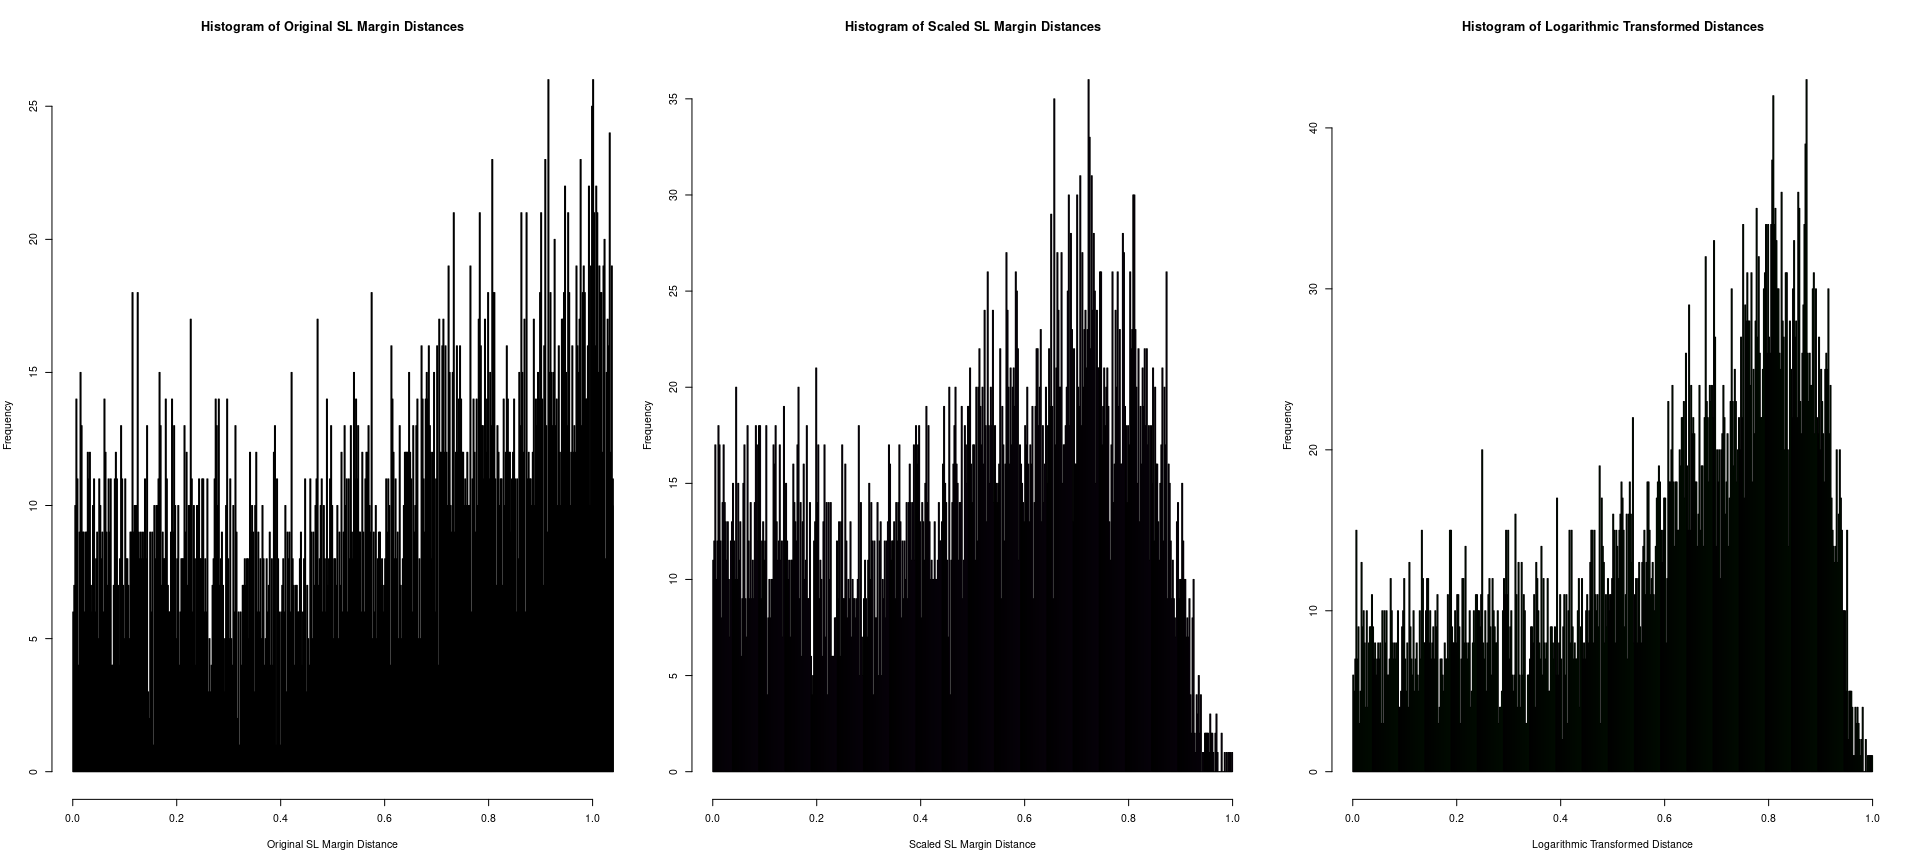 Histogram of Original SL Margin Distances
Frequency
25
20
15
10
5
0
0.0 0.2 0.4 0.6 0.8 1.0
Original SL Margin Distance
Histogram of Scaled SL Margin Distances
Frequency
35
30
25
20
15
10
5
0
0.0 0.2 0.4 0.6 0.8 1.0
Scaled SL Margin Distance
Histogram of Logarithmic Transformed Distances
Frequency
40
30
20
10
0
0.0 0.2 0.4 0.6 0.8 1.0
Logarithmic Transformed Distance